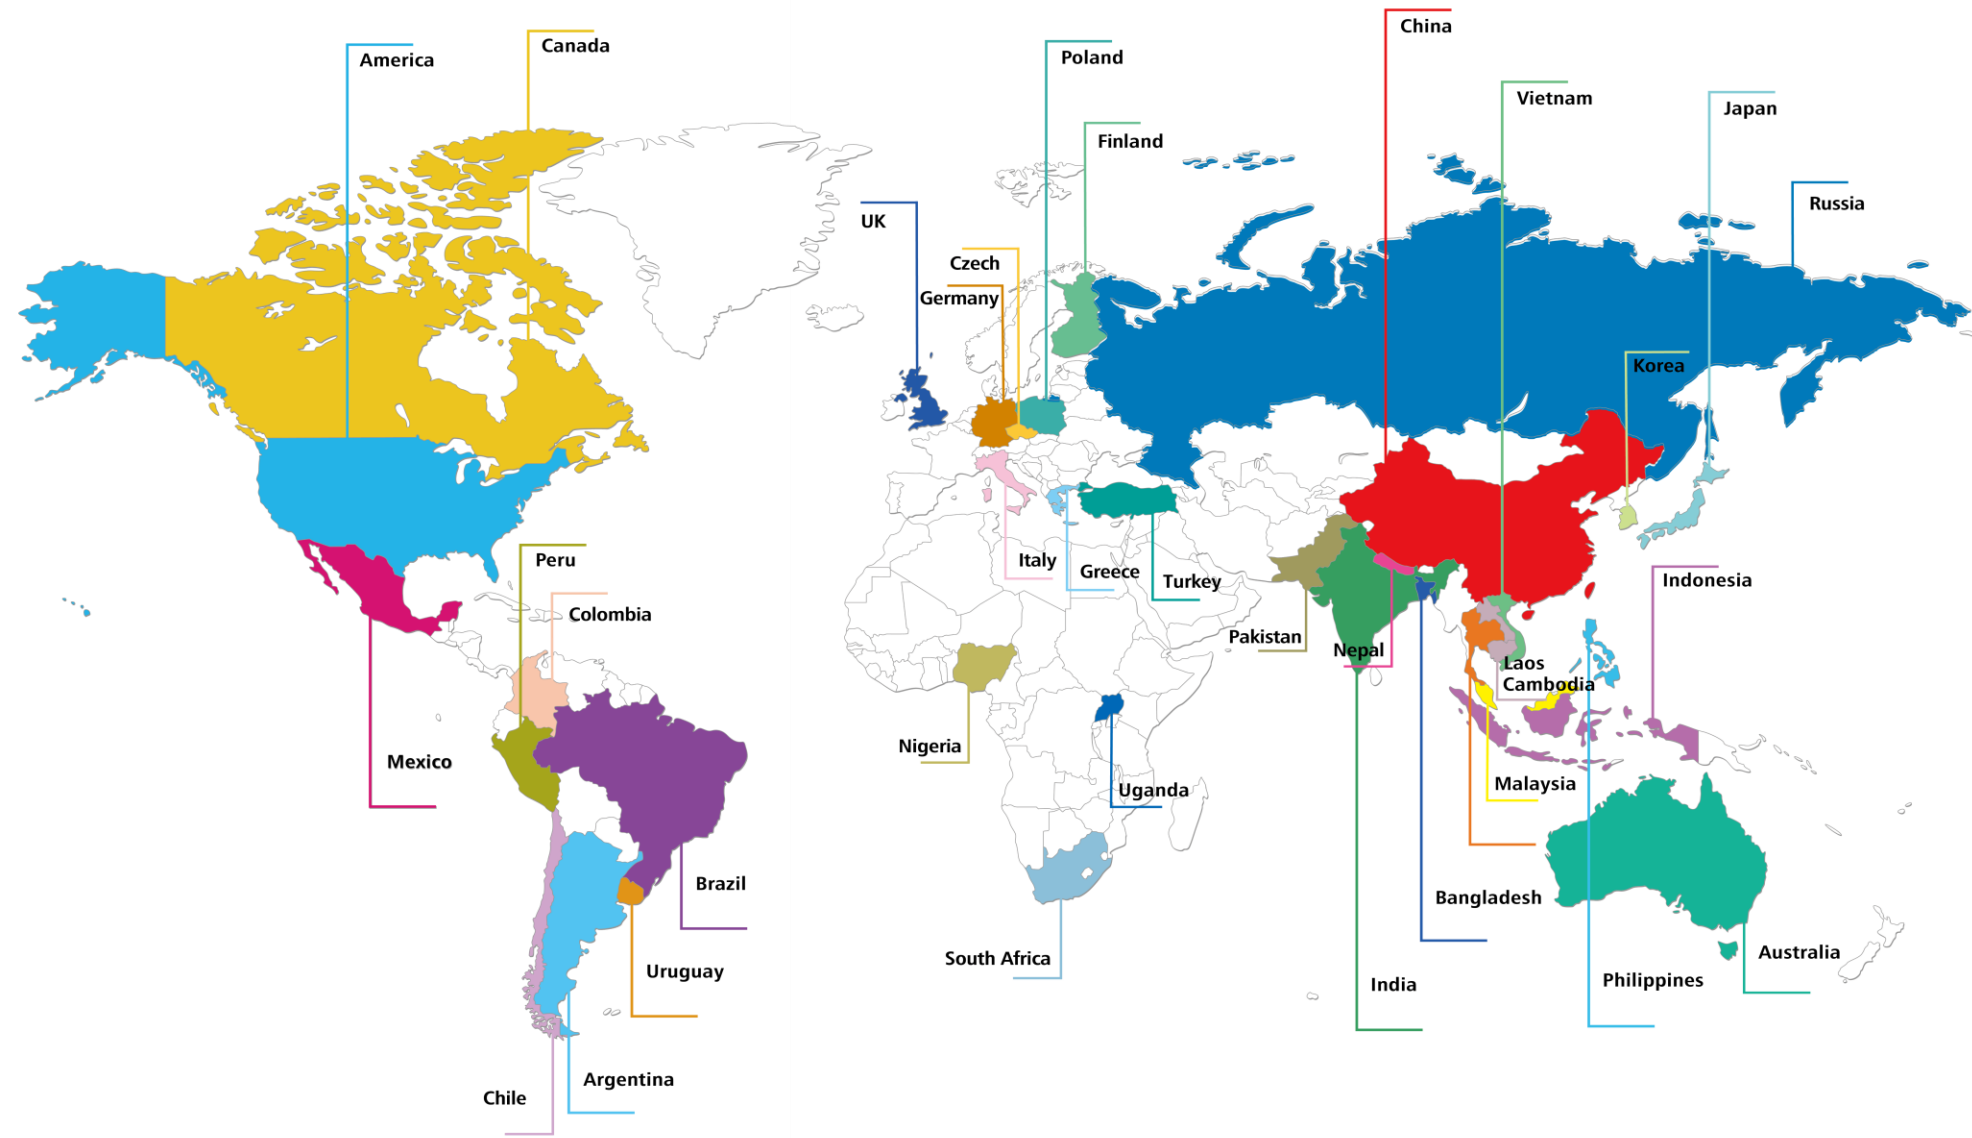 China
Canada
America
Poland
Vietnam
Japan
Finland
Russia
UK
Czech
Germany
Korea
Italy
Greece
Turkey
Indonesia
Peru
Colombia
Pakistan
Nepal
Laos
Cambodia
Nigeria
Mexico
Malaysia
Uganda
Brazil
Bangladesh
Australia
South Africa
Uruguay
Philippines
India
Argentina
Chile